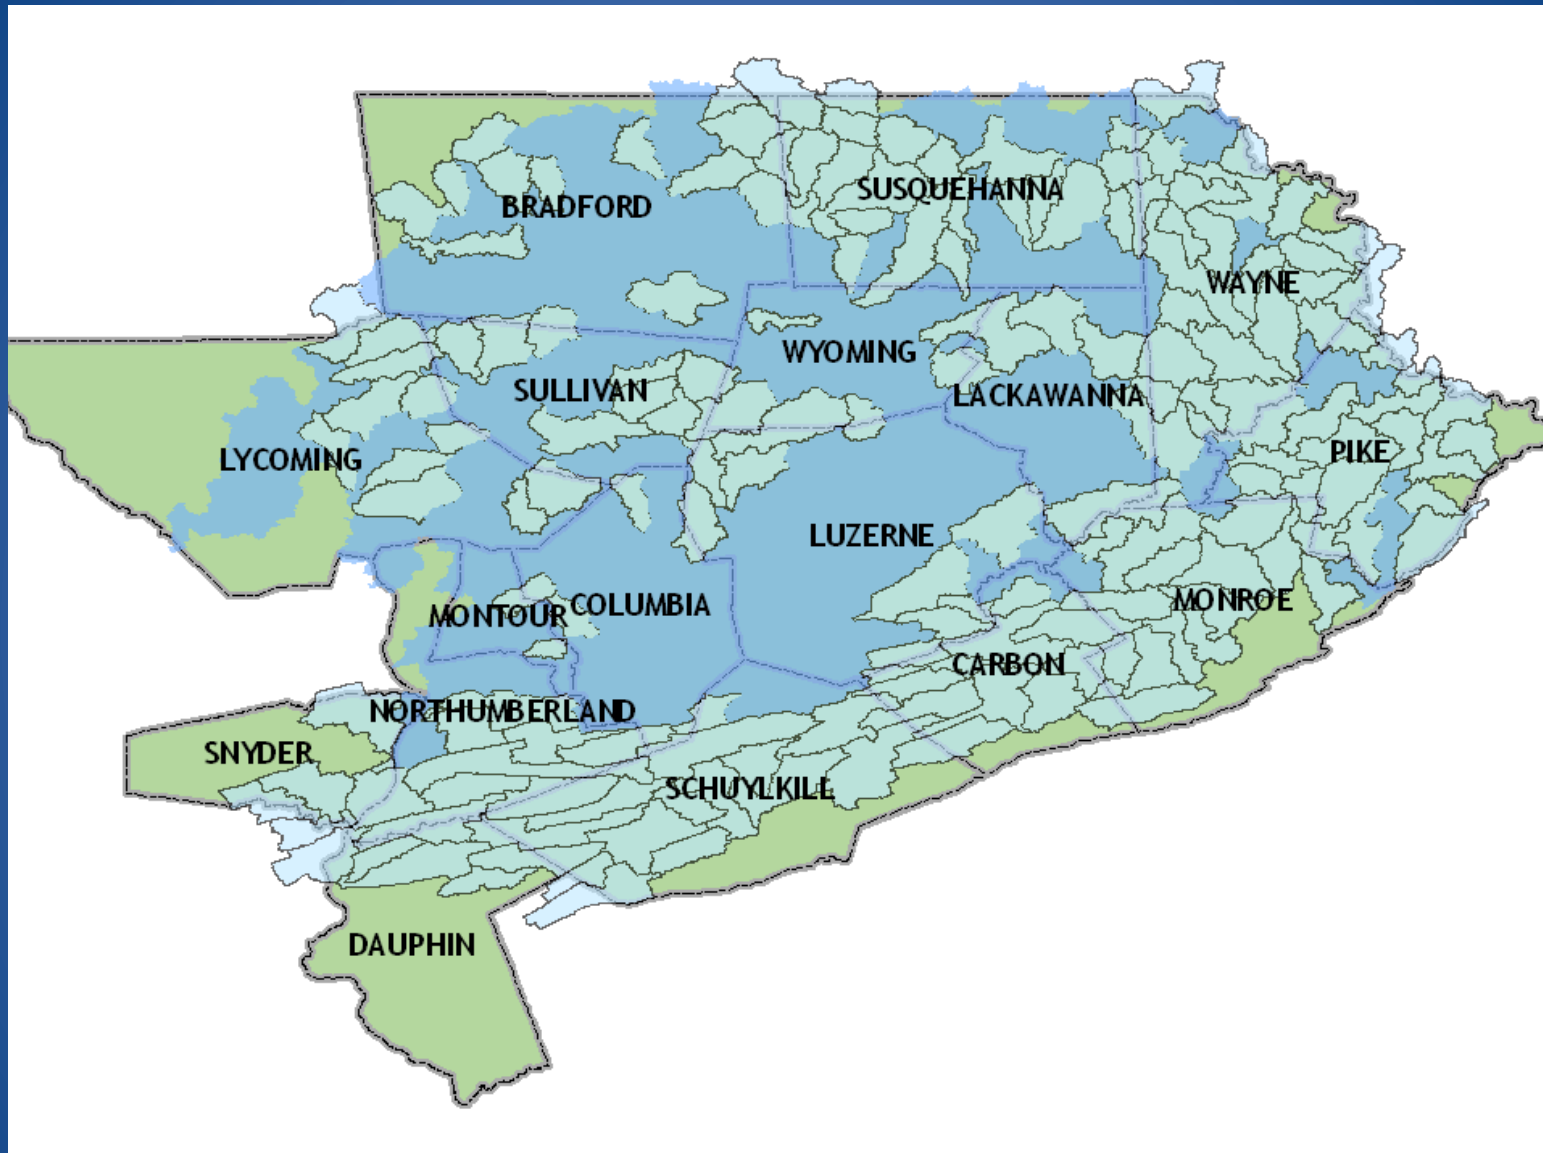 SUSQUEHANNA
BRADFORD
WAYNE
WYOMING
SULLIVAN
LACKAWANNA
LYCOMING
PIKE
LUZERNE
MONTOUR
COLUMBIA
MONROE
CARBON
NORTHUMBERLAND
SNYDER
SCHUYLKILL
DAUPHIN